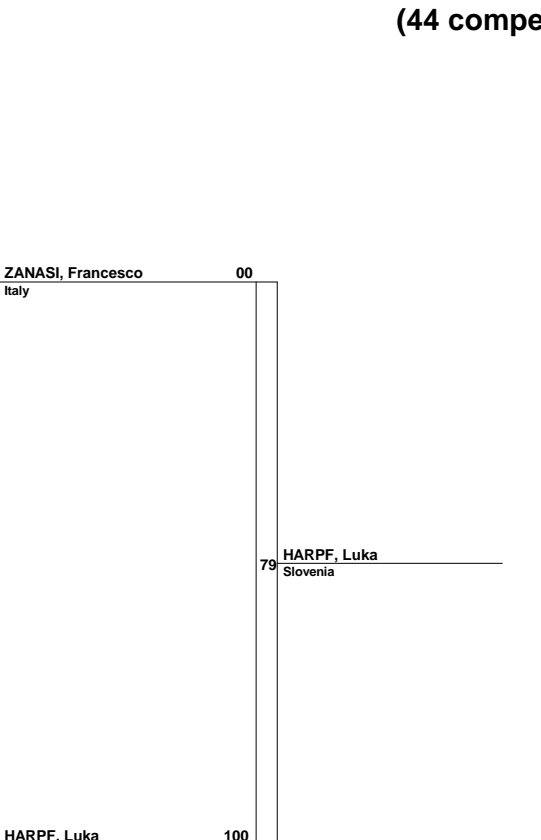 (44 compe
ZANASI, Francesco 00
Italy
HARPF, Luka
79
Slovenia
HARPF, Luka 100